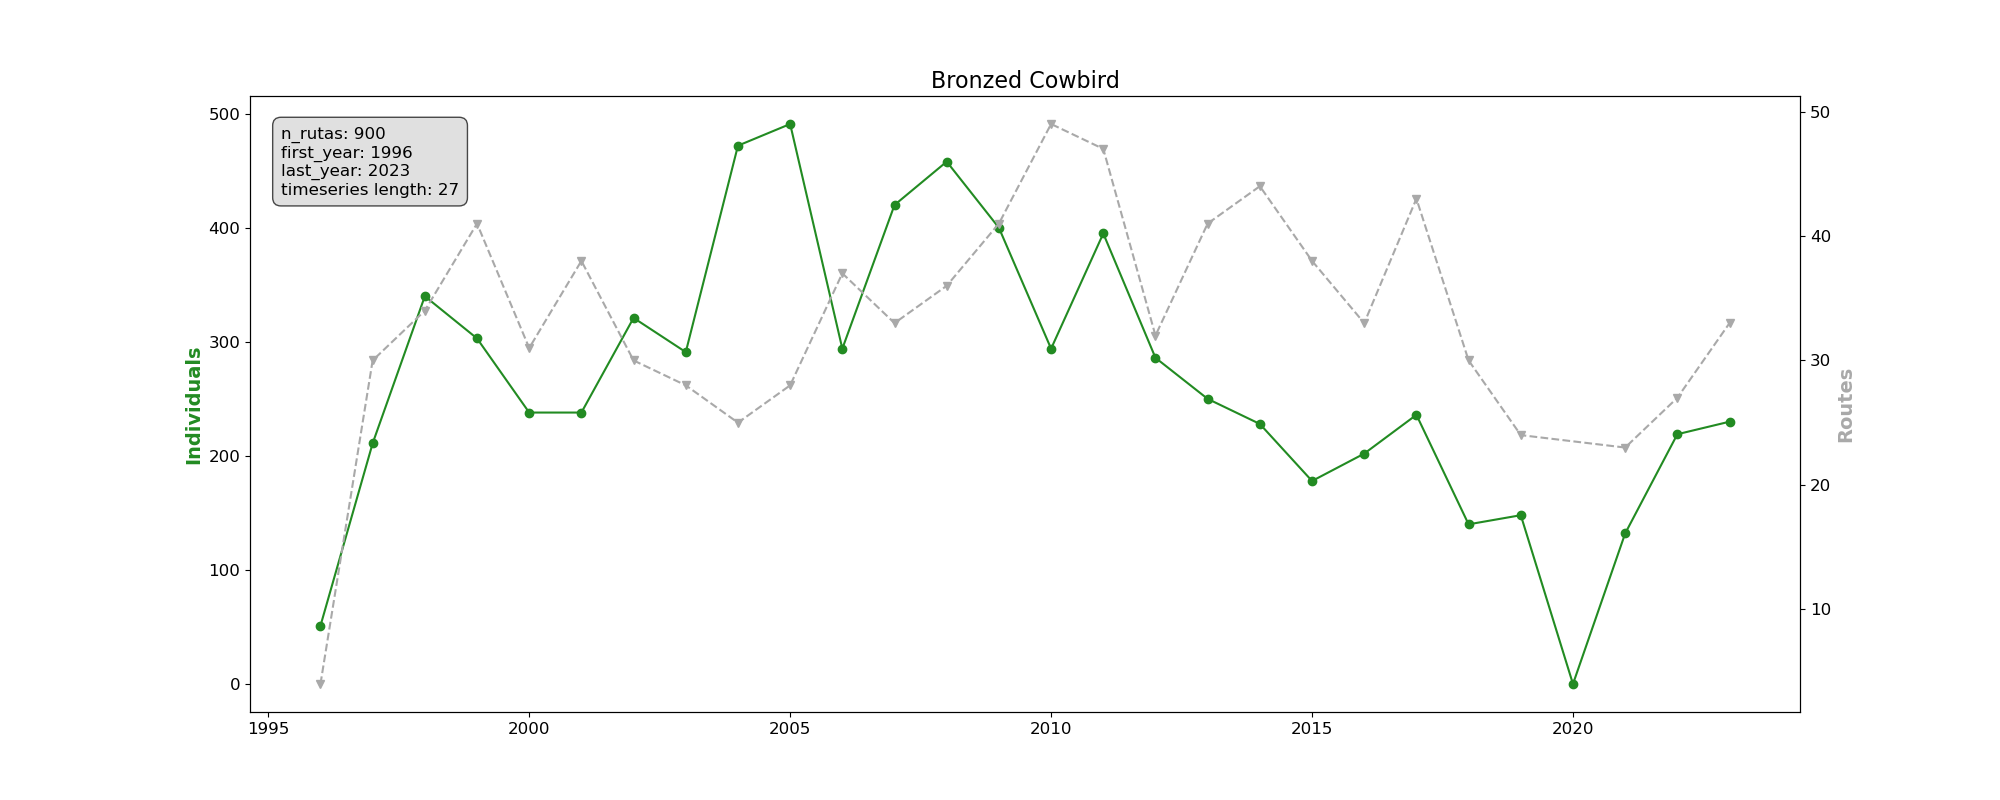 Bronzed Cowbird
n_rutas: 900
first_year: 1996
last_year: 2023
timeseries length: 27
500
400
300
200
100
0
Individuals
50
40
30
20
10
Routes
1995
2000
2005
2010
2015
2020